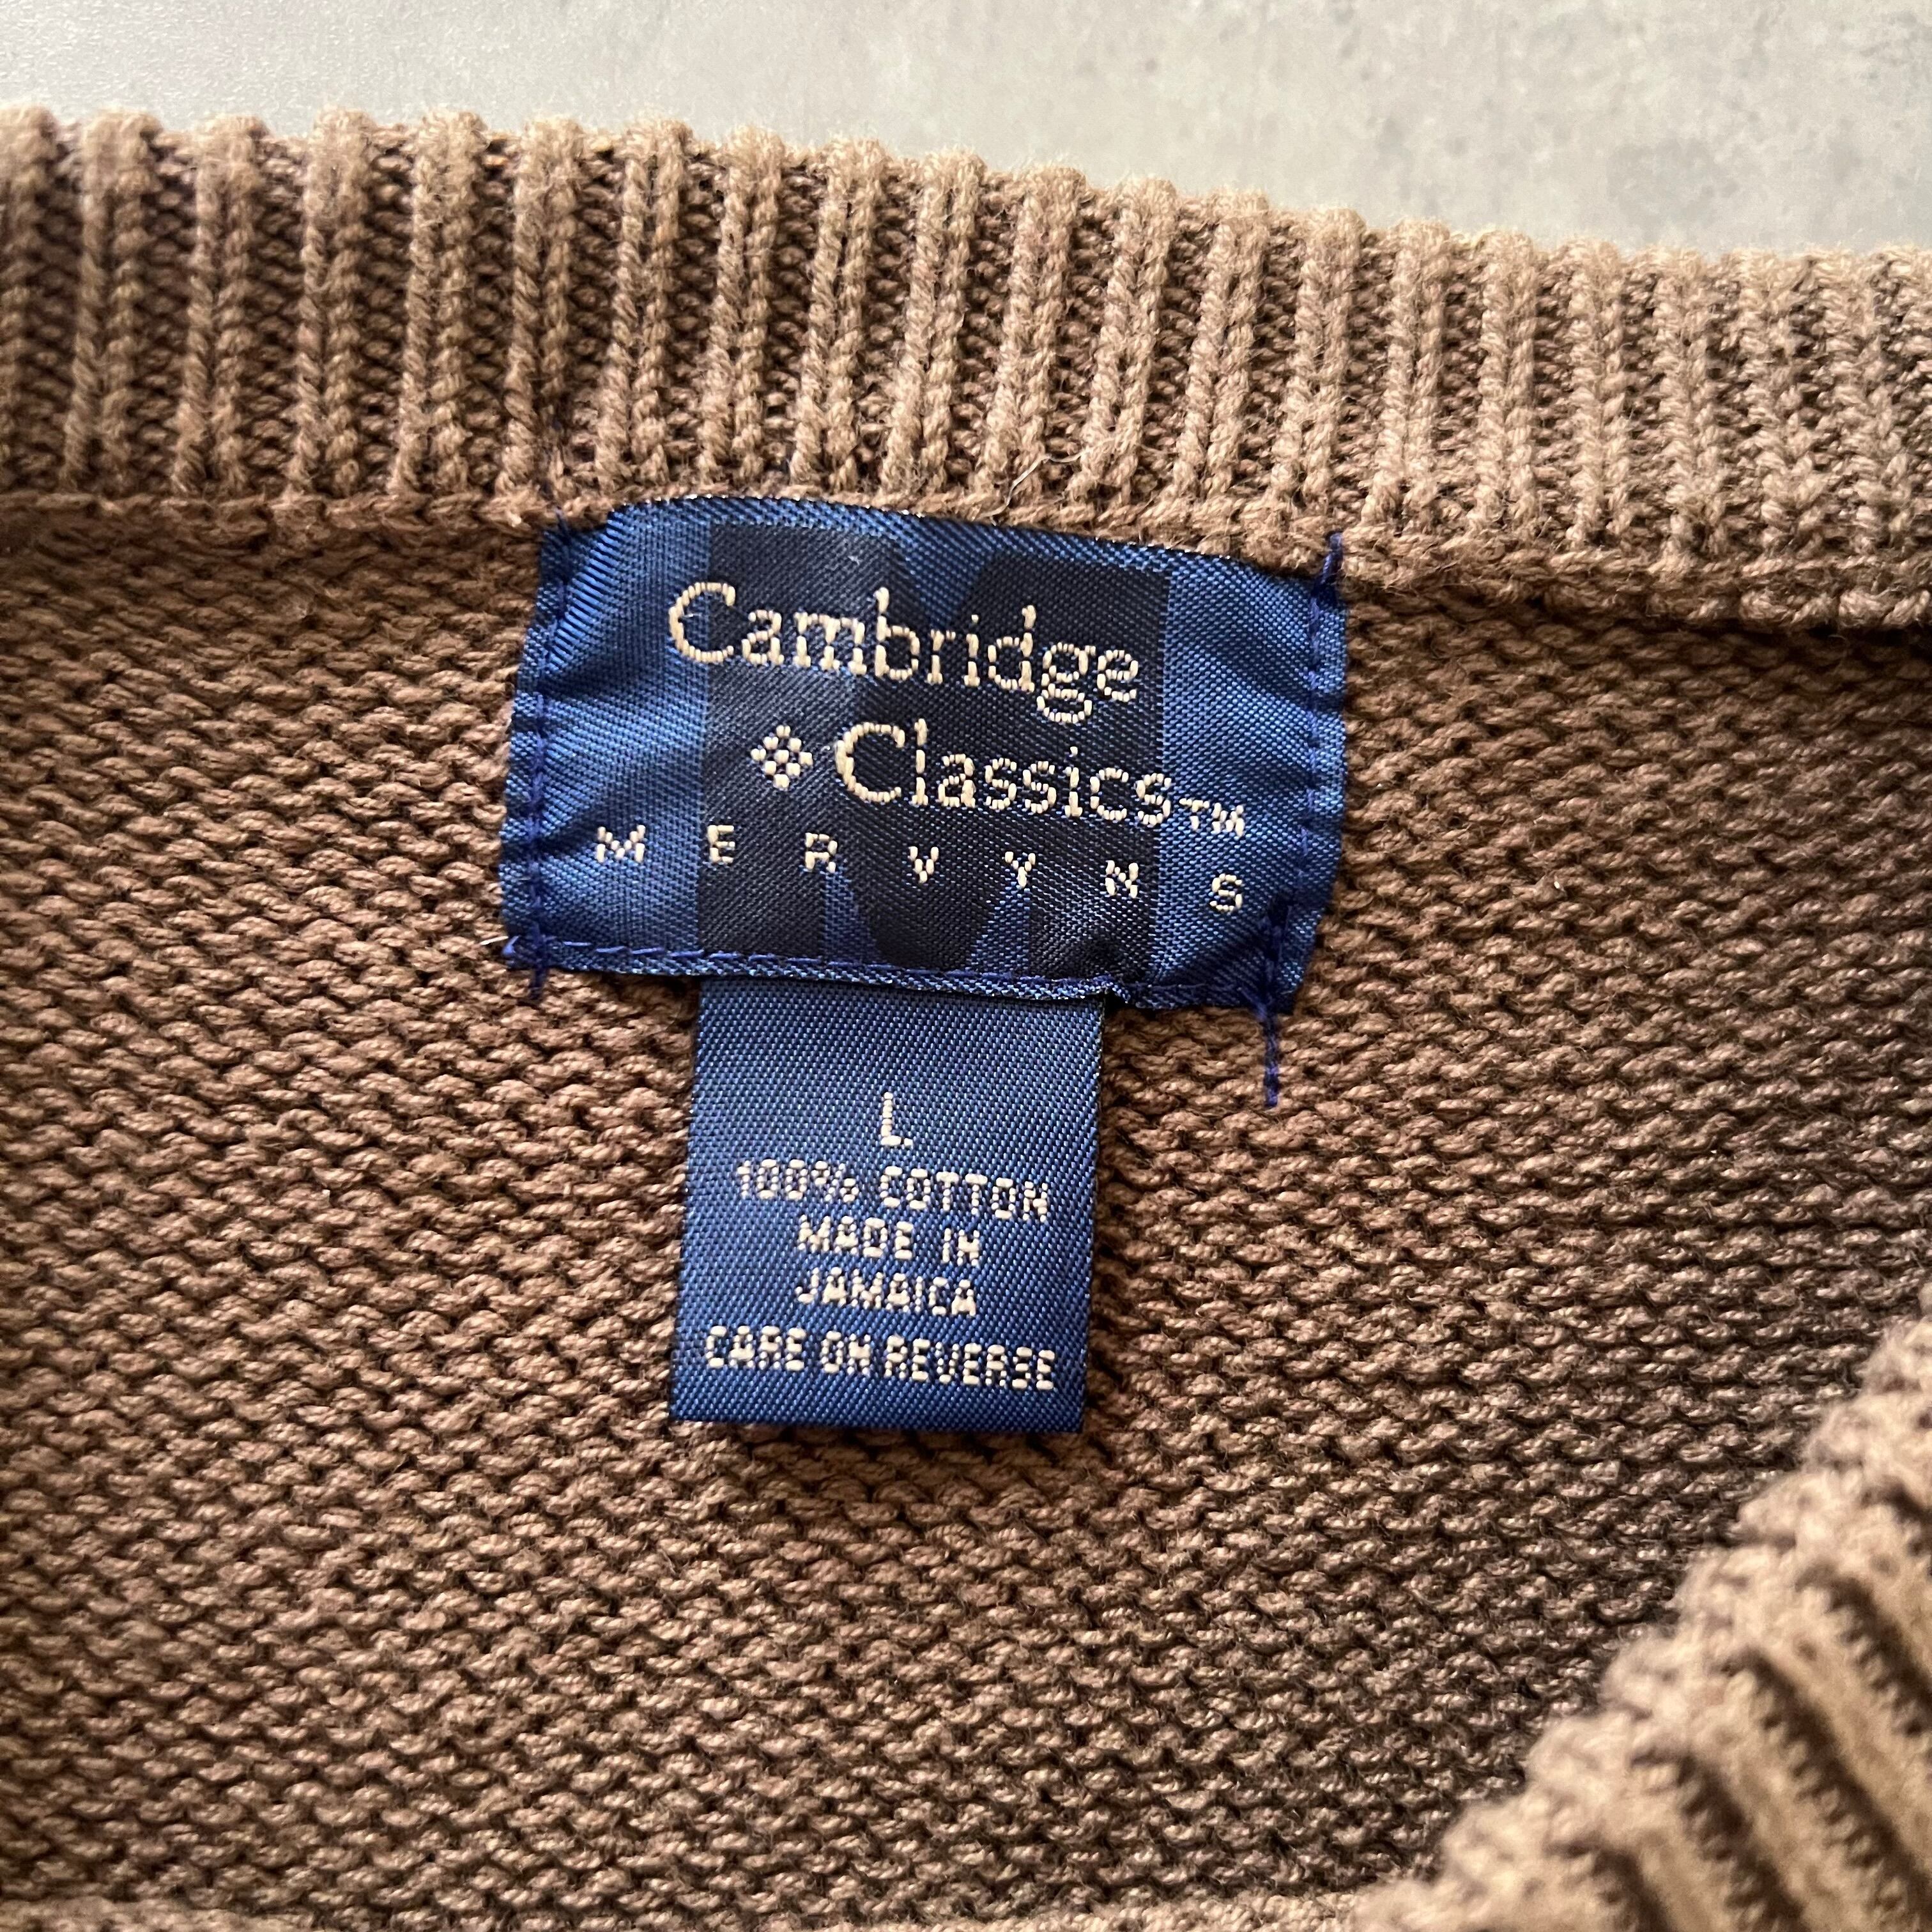 Cambridge
Classics™
MERVYNS
L
100% COTTON
MADE IN
JAMAICA
CARE ON REVERSE